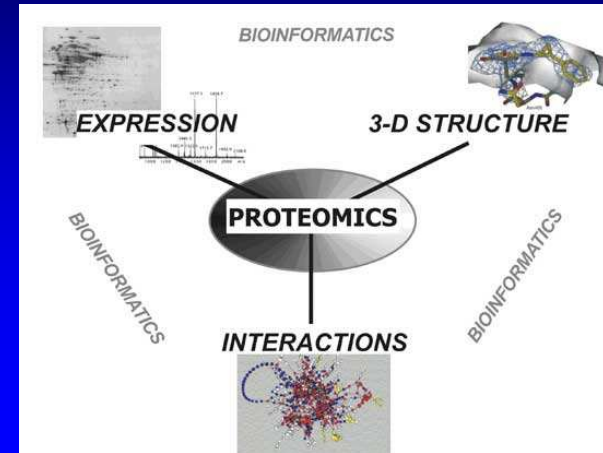 BIOINFORMATICS
EXPRESSION
3-D STRUCTURE
PROTEOMICS
BIOINFORMATICS
BIOINFORMATICS
INTERACTIONS